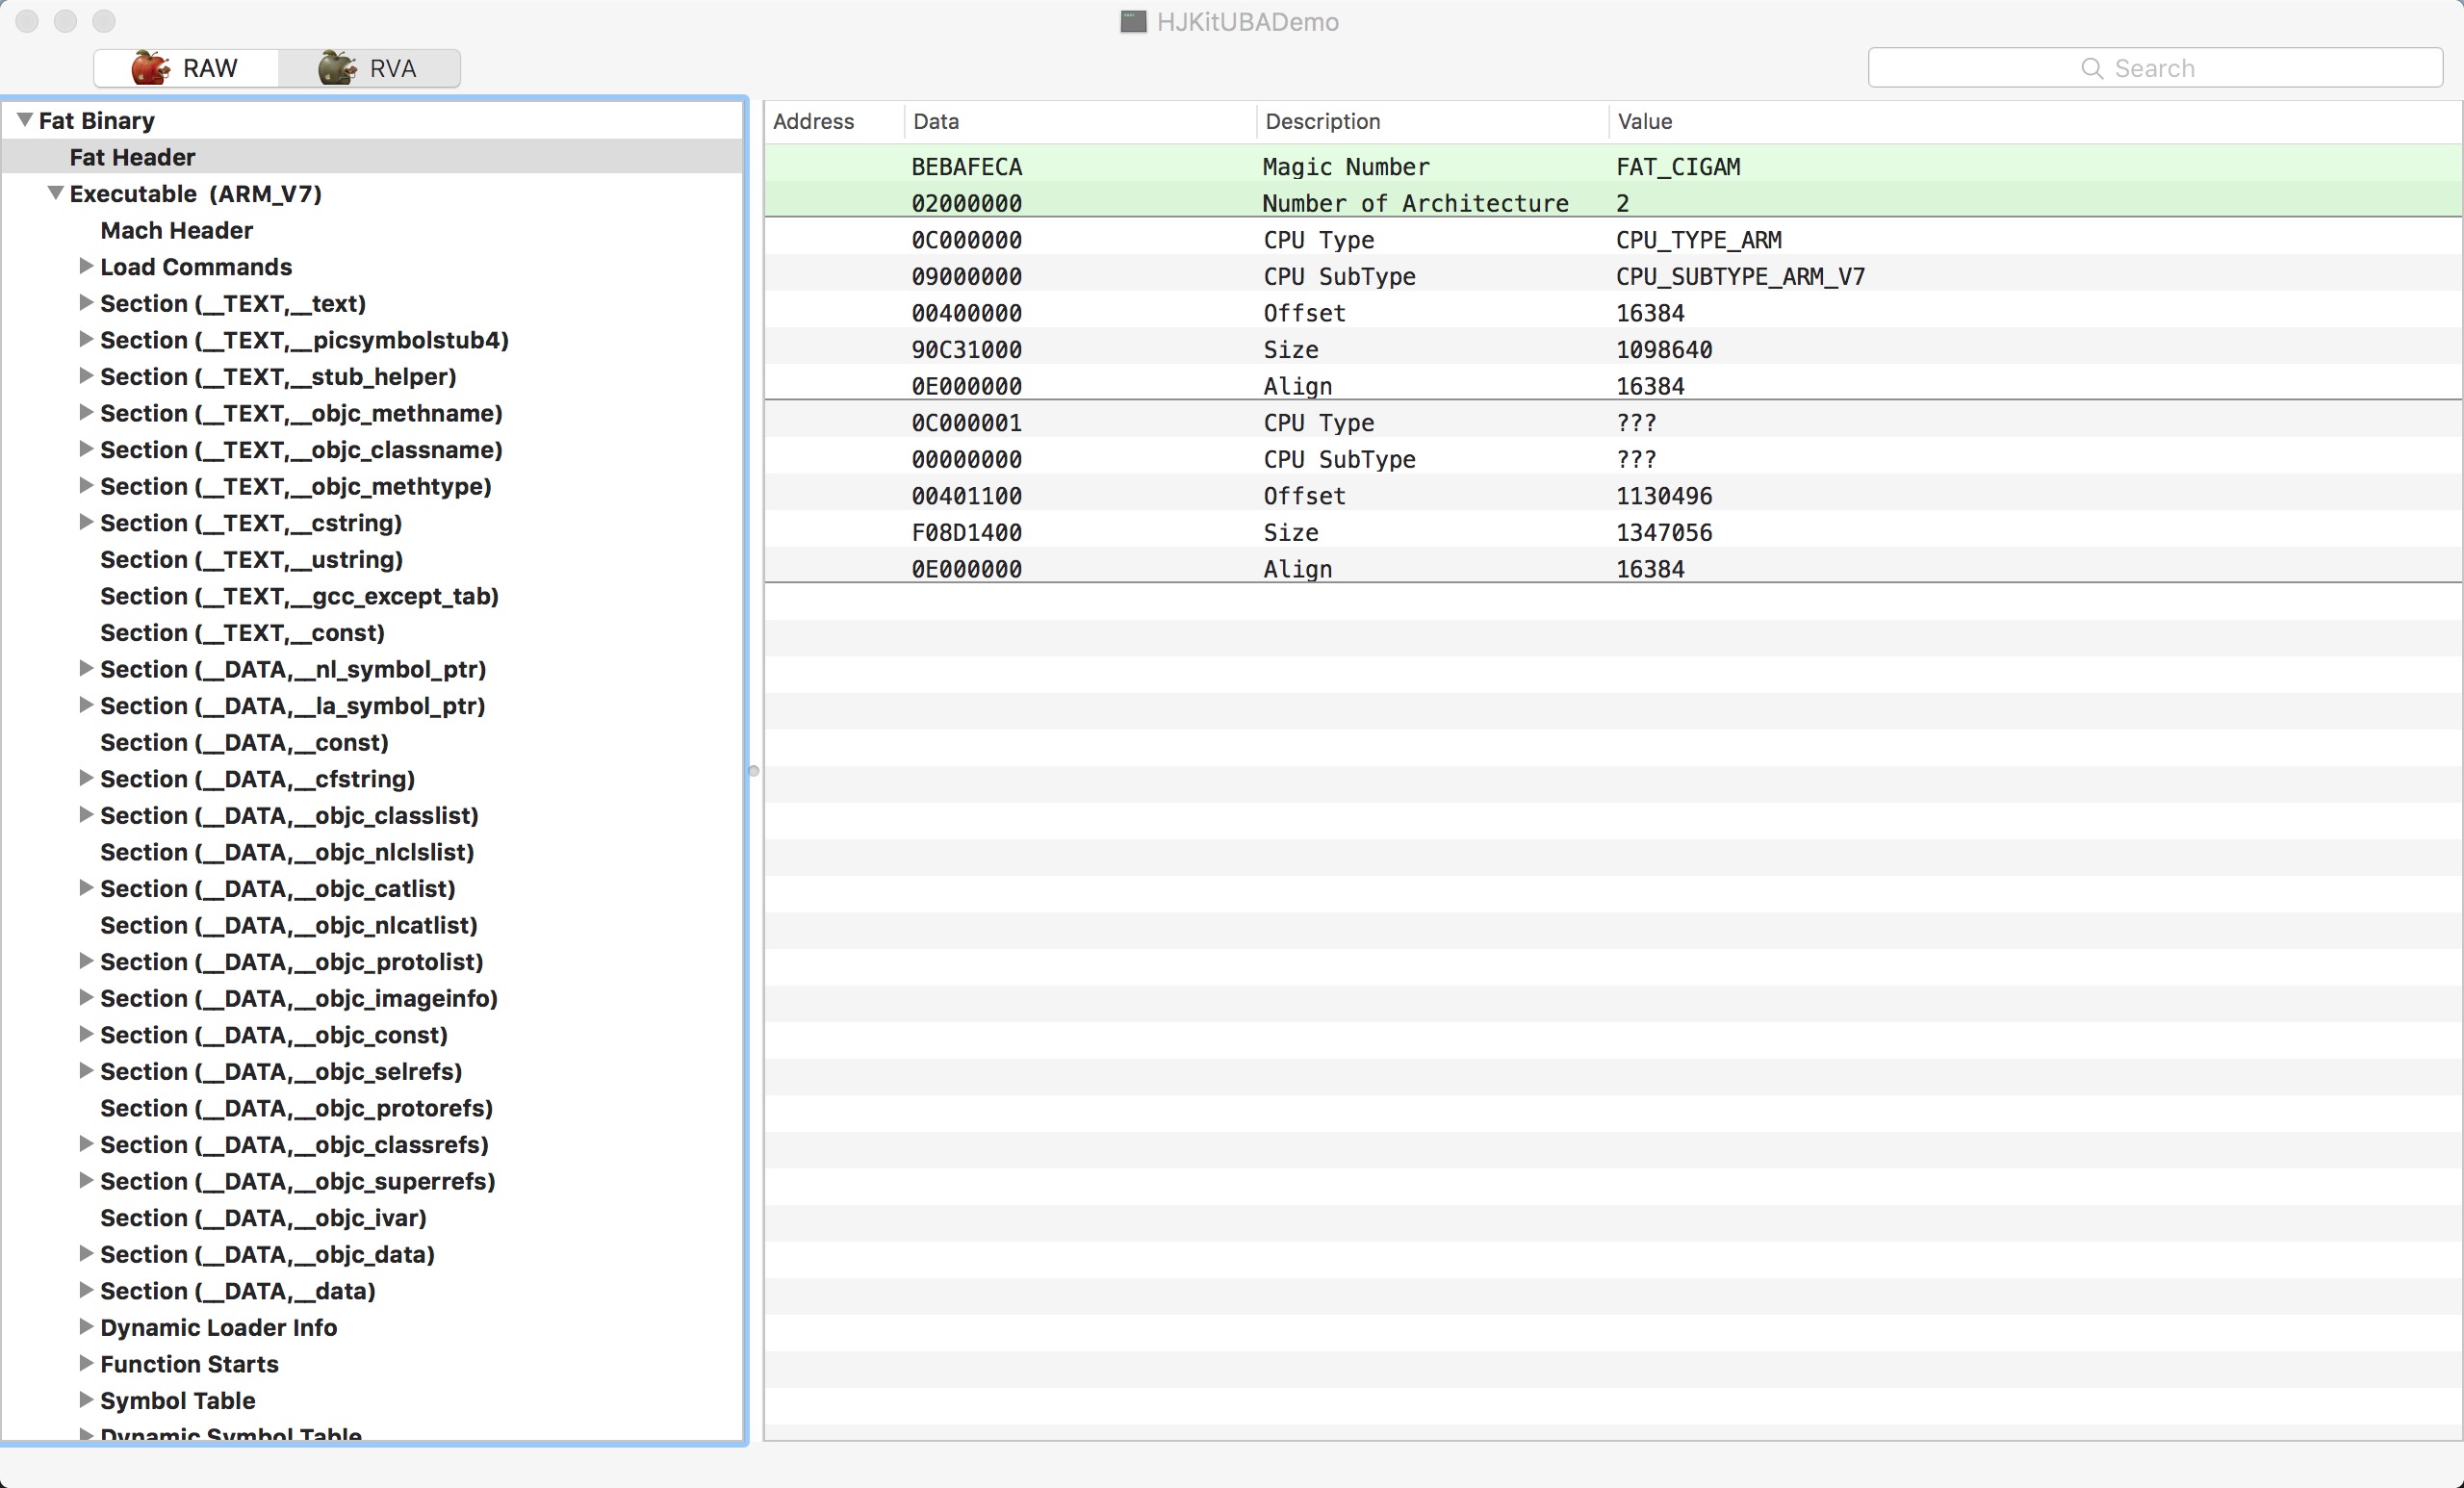 HJKitUBADemo
RAW RVA Search
Fat Binary
Fat Header
Executable (ARM_V7)
Mach Header
Load Commands
Section (__TEXT,__text)
Section (__TEXT,__picsymbolstub4)
Section (__TEXT,__stub_helper)
Section (__TEXT,__objc_methname)
Section (__TEXT,__objc_classname)
Section (__TEXT,__objc_methtype)
Section (__TEXT,__cstring)
Section (__TEXT,__ustring)
Section (__TEXT,__gcc_except_tab)
Section (__TEXT,__const)
Section (__DATA,__nl_symbol_ptr)
Section (__DATA,__la_symbol_ptr)
Section (__DATA,__const)
Section (__DATA,__cfstring)
Section (__DATA,__objc_classlist)
Section (__DATA,__objc_nlclslist)
Section (__DATA,__objc_catlist)
Section (__DATA,__objc_nlcatlist)
Section (__DATA,__objc_protolist)
Section (__DATA,__objc_imageinfo)
Section (__DATA,__objc_const)
Section (__DATA,__objc_selrefs)
Section (__DATA,__objc_protorefs)
Section (__DATA,__objc_classrefs)
Section (__DATA,__objc_superrefs)
Section (__DATA,__objc_ivar)
Section (__DATA,__objc_data)
Section (__DATA,__data)
Dynamic Loader Info
Function Starts
Symbol Table
Dynamic Symbol Table
Address Data Description Value
BEBAFECA Magic Number FAT_CIGAM
02000000 Number of Architecture 2
0C000000 CPU Type CPU_TYPE_ARM
09000000 CPU SubType CPU_SUBTYPE_ARM_V7
00400000 Offset 16384
90C31000 Size 1098640
0E000000 Align 16384
0C000001 CPU Type ???
00000000 CPU SubType ???
00401100 Offset 1130496
F08D1400 Size 1347056
0E000000 Align 16384